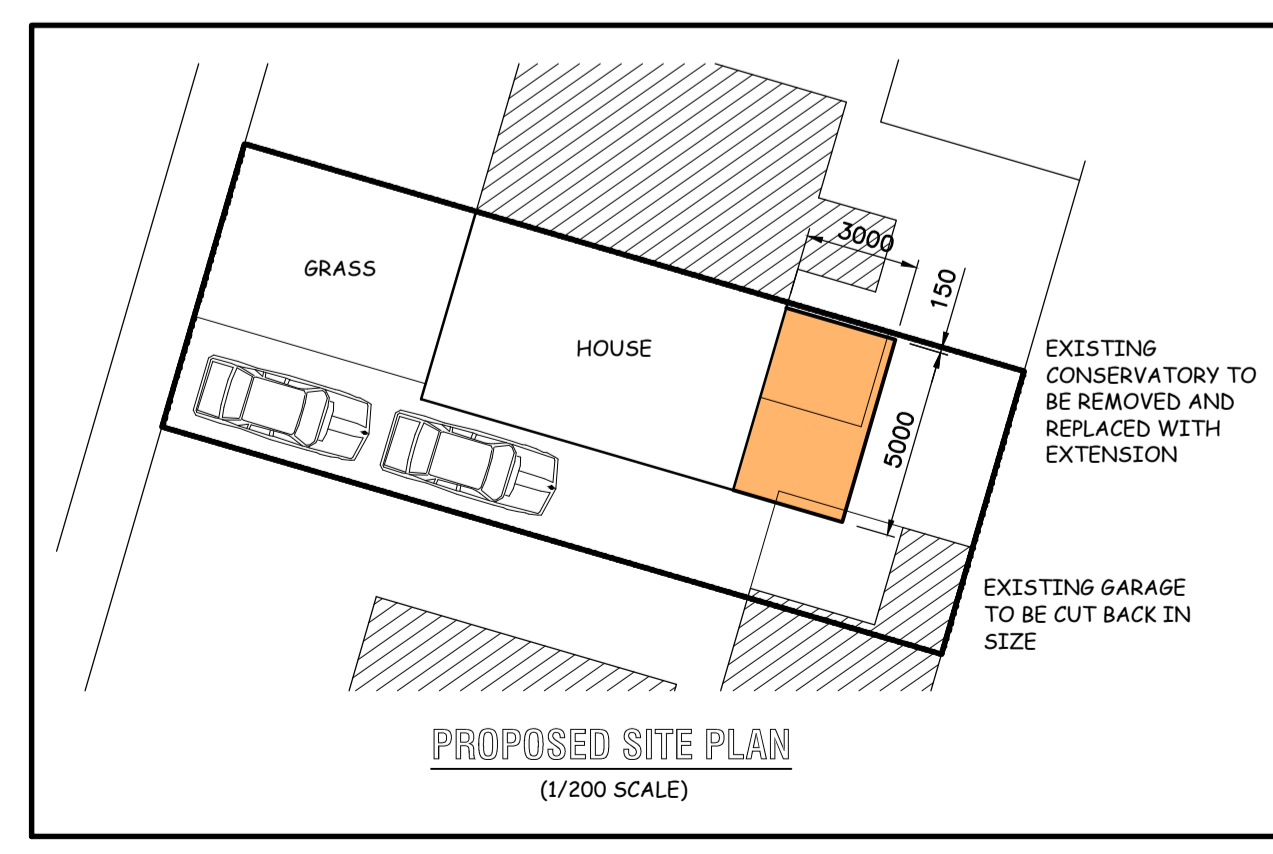 GRASS
HOUSE
3000
150
5000
EXISTING
CONSERVATORY TO
BE REMOVED AND
REPLACED WITH
EXTENSION
EXISTING GARAGE
TO BE CUT BACK IN
SIZE
PROPOSED SITE PLAN
(1/200 SCALE)